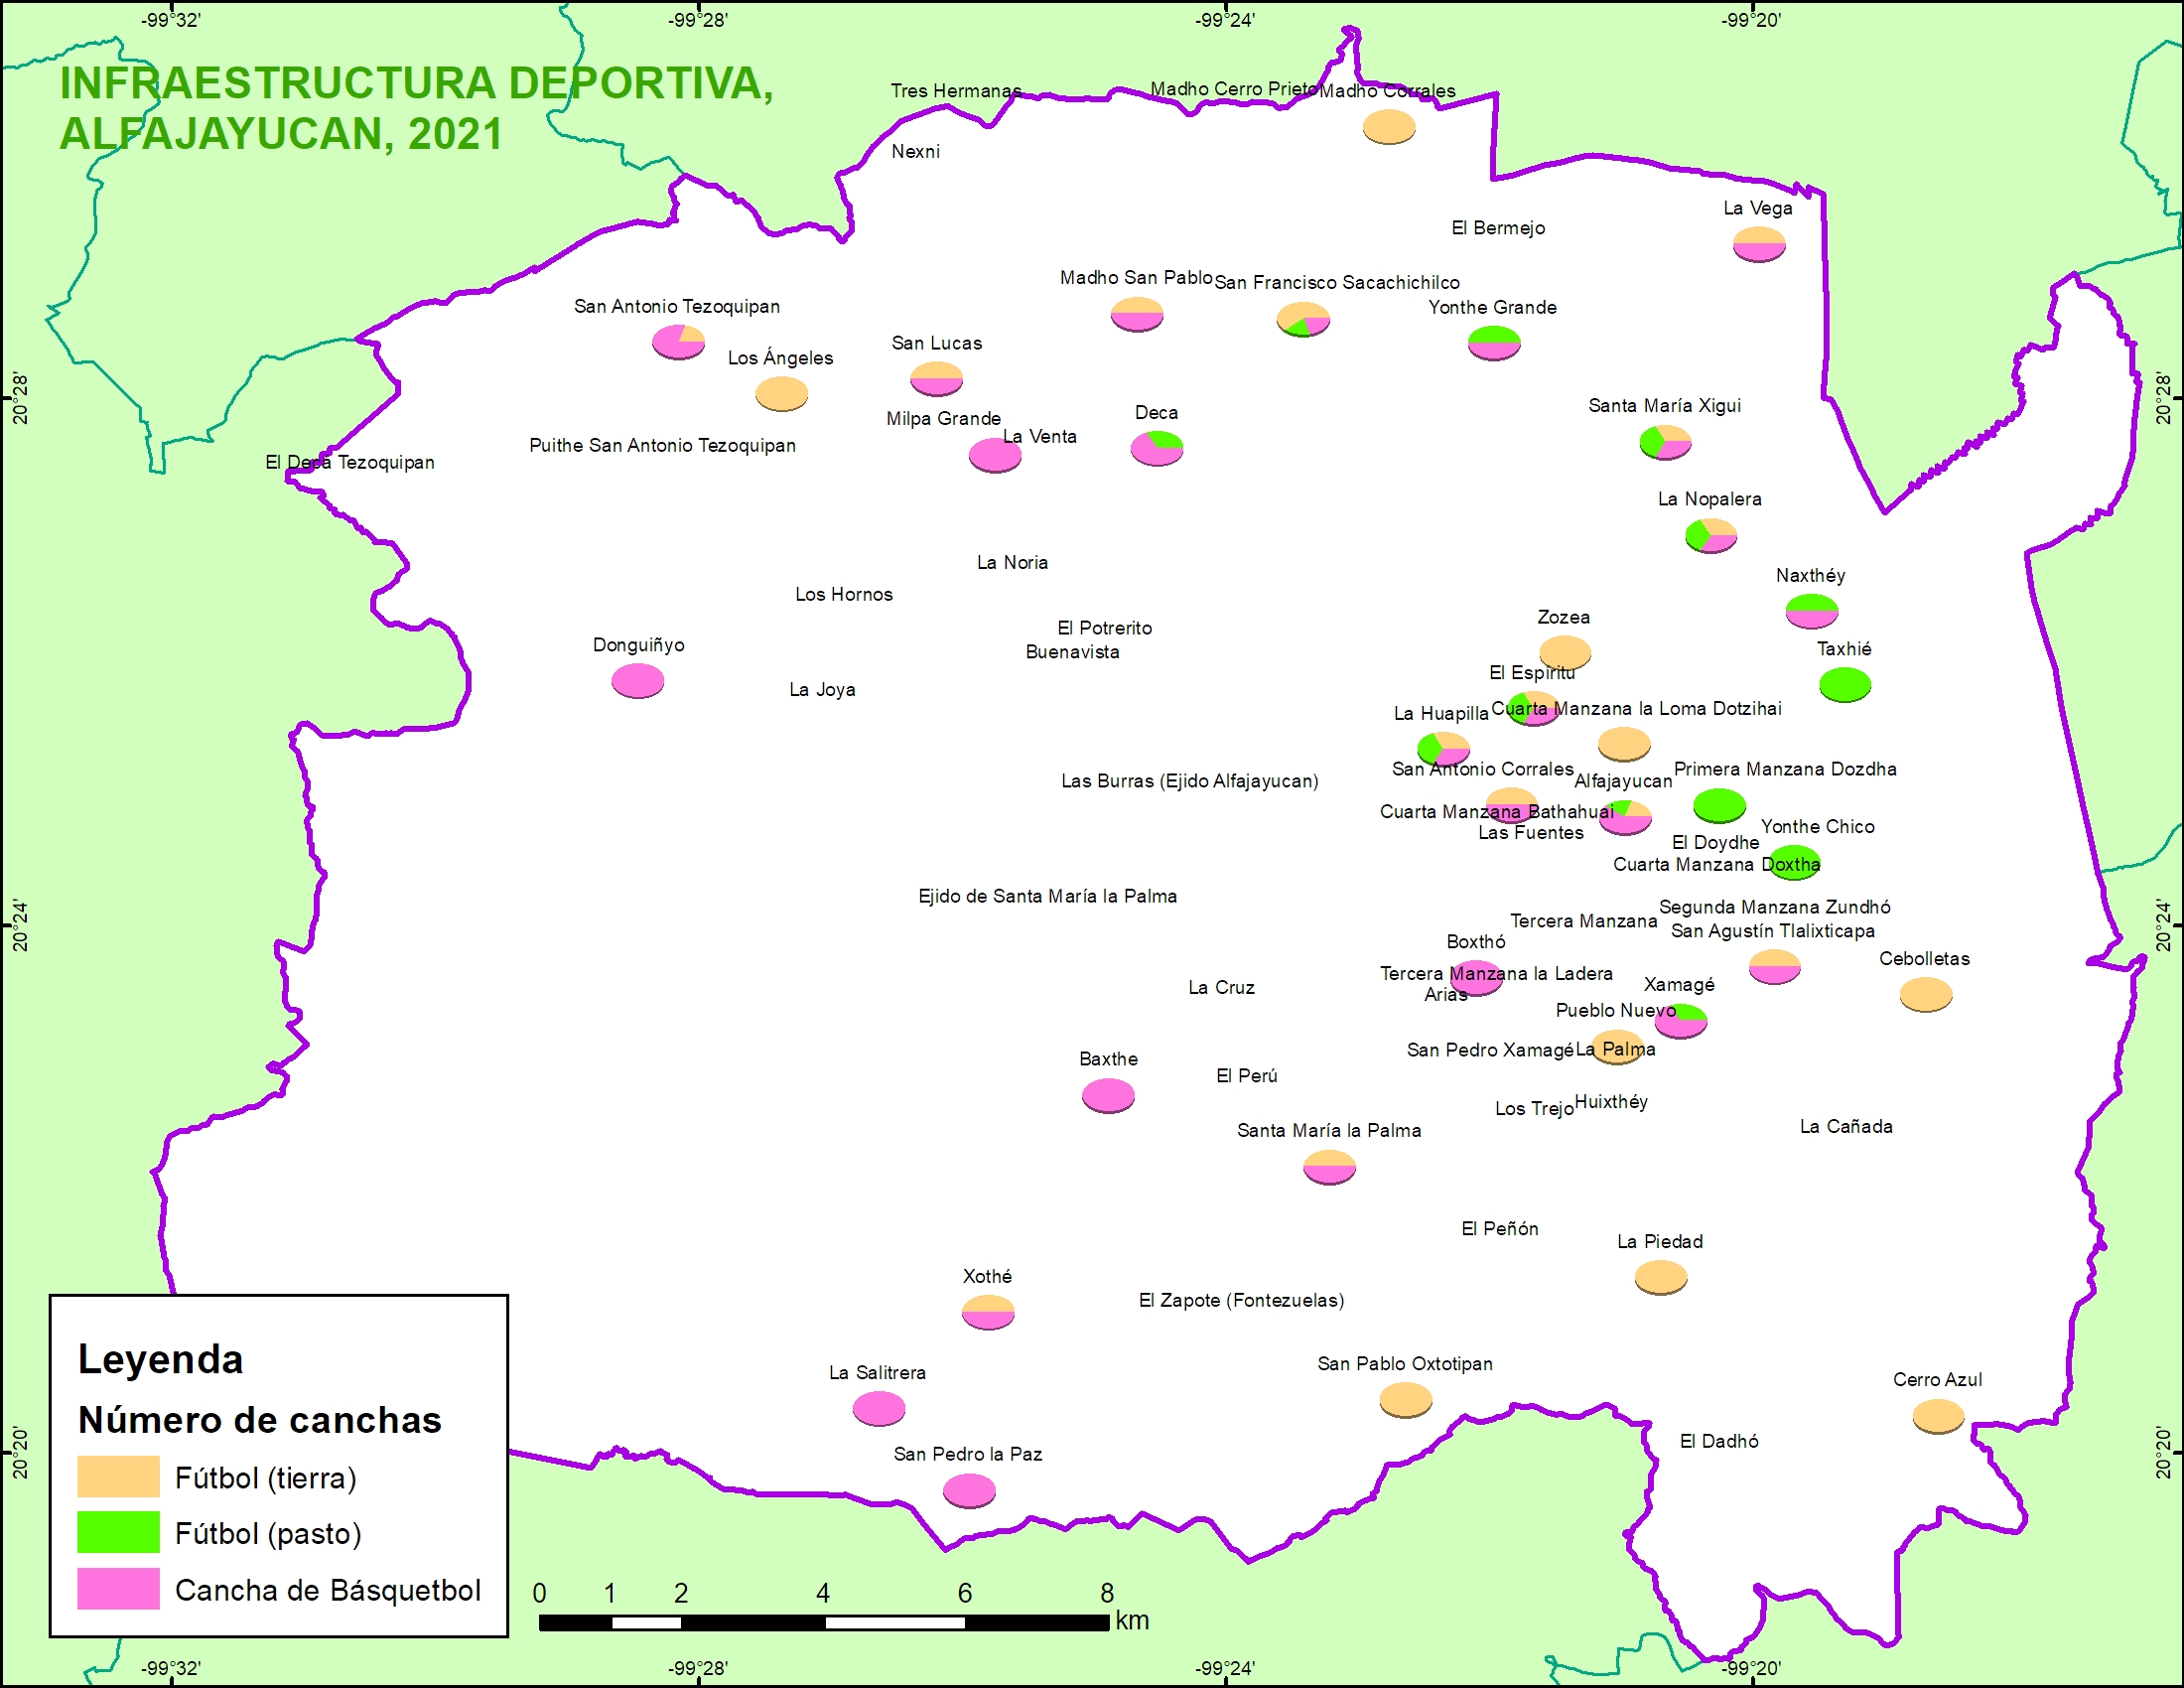 -99°32'
-99°28'
-99°24'
-99°20'
INFRAESTRUCTURA DEPORTIVA,
ALFAJAYUCAN, 2021
Tres Hermanas
Madho Cerro Prieto
Madho Corrales
Nexni
La Vega
El Bermejo
Madho San Pablo
San Francisco Sacachichilco
San Antonio Tezoquipan
Yonthe Grande
San Lucas
Los Ángeles
20°28'
20°28'
Santa María Xigui
Deca
Milpa Grande
La Venta
Puithe San Antonio Tezoquipan
El Deca Tezoquipan
La Nopalera
La Noria
Naxthéy
Los Hornos
Zozea
El Potrerito
Donguiñyo
Buenavista
Taxhié
El Espíritu
La Joya
Cuarta Manzana la Loma Dotzihai
La Huapilla
San Antonio Corrales
Primera Manzana Dozdha
Las Burras (Ejido Alfajayucan)
Alfajayucan
Cuarta Manzana Bathahuai
Yonthe Chico
Las Fuentes
El Doydhe
Cuarta Manzana Doxtha
Ejido de Santa María la Palma
Segunda Manzana Zundhó
Tercera Manzana
20°24'
20°24'
San Agustín Tlalixticapa
Boxthó
Cebolletas
Tercera Manzana la Ladera
Xamagé
La Cruz
Arias
Pueblo Nuevo
San Pedro Xamagé
La Palma
Baxthe
El Perú
Huixthéy
Los Trejo
La Cañada
Santa María la Palma
El Peñón
La Piedad
Xothé
El Zapote (Fontezuelas)
San Pablo Oxtotipan
La Salitrera
Cerro Azul
El Dadhó
20°20'
20°20'
San Pedro la Paz
Leyenda
Número de canchas
Fútbol (tierra)
Fútbol (pasto)
Cancha de Básquetbol
0 1 2 4 6 8
km
-99°32'
-99°28'
-99°24'
-99°20'